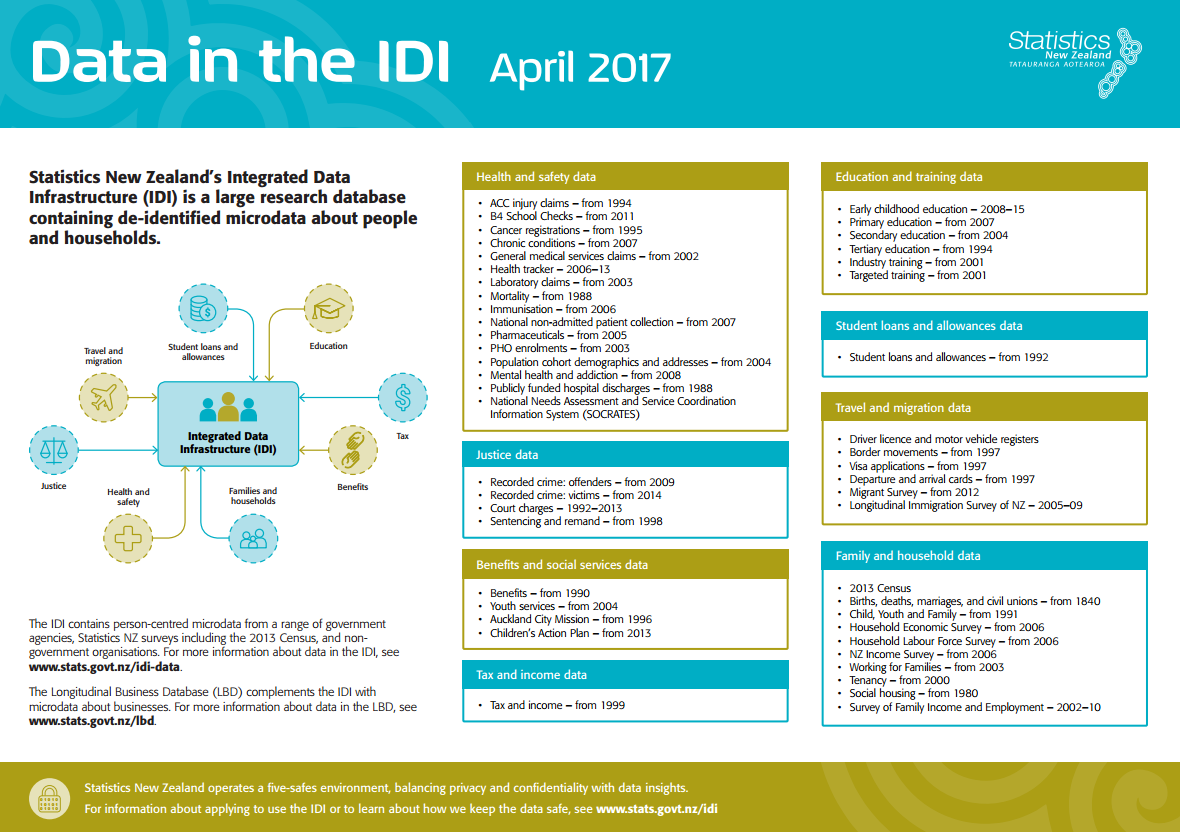 Data in the IDI April 2017
Statistics
New Zealand
TATAURANGA AOTEAROA
Statistics New Zealand's Integrated Data
Infrastructure (IDI) is a large research database
containing de-identified microdata about people
and households.
Student loans and
allowances
Education
Travel and
migration
Tax
Integrated Data
Infrastructure (IDI)
Justice
Benefits
Health and
safety
Families and
households
The IDI contains person-centred microdata from a range of government
agencies, Statistics NZ surveys including the 2013 Census, and non-
government organisations. For more information about data in the IDI, see
www.stats.govt.nz/idi-data.
The Longitudinal Business Database (LBD) complements the IDI with
microdata about businesses. For more information about data in the LBD, see
www.stats.govt.nz/lbd.
Health and safety data
• ACC injury claims – from 1994
• B4 School Checks – from 2011
• Cancer registrations – from 1995
• Chronic conditions – from 2007
• General medical services claims – from 2002
• Health tracker – 2006–13
• Laboratory claims – from 2003
• Mortality – from 1988
• Immunisation – from 2006
• National non-admitted patient collection – from 2007
• Pharmaceuticals – from 2005
• PHO enrolments – from 2003
• Population cohort demographics and addresses – from 2004
• Mental health and addiction – from 2008
• Publicly funded hospital discharges – from 1988
• National Needs Assessment and Service Coordination
Information System (SOCRATES)
Justice data
• Recorded crime: offenders – from 2009
• Recorded crime: victims – from 2014
• Court charges – 1992–2013
• Sentencing and remand – from 1998
Benefits and social services data
• Benefits – from 1990
• Youth services – from 2004
• Auckland City Mission – from 1996
• Children's Action Plan – from 2013
Tax and income data
• Tax and income – from 1999
Education and training data
• Early childhood education – 2008–15
• Primary education – from 2007
• Secondary education – from 2004
• Tertiary education – from 1994
• Industry training – from 2001
• Targeted training – from 2001
Student loans and allowances data
• Student loans and allowances – from 1992
Travel and migration data
• Driver licence and motor vehicle registers
• Border movements – from 1997
• Visa applications – from 1997
• Departure and arrival cards – from 1997
• Migrant Survey – from 2012
• Longitudinal Immigration Survey of NZ – 2005–09
Family and household data
• 2013 Census
• Births, deaths, marriages, and civil unions – from 1840
• Child, Youth and Family – from 1991
• Household Economic Survey – from 2006
• Household Labour Force Survey – from 2006
• NZ Income Survey – from 2006
• Working for Families – from 2003
• Tenancy – from 2000
• Social housing – from 1980
• Survey of Family Income and Employment – 2002–10
Statistics New Zealand operates a five-safes environment, balancing privacy and confidentiality with data insights.
For information about applying to use the IDI or to learn about how we keep the data safe, see www.stats.govt.nz/idi